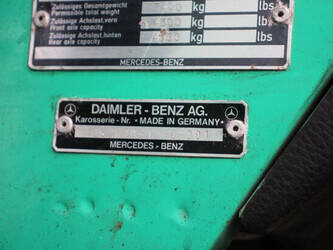 Zulässiges Gesamtgewicht
Permissible total weight kg lbs
Zulässige Achslast,vorn
Front axle capacity kg lbs
Zulässige Achslast,hinten
Rear axle capacity kg lbs
MERCEDES-BENZ
DAIMLER - BENZ AG.
Karosserie - Nr. • MADE IN GERMANY •
MERCEDES - BENZ